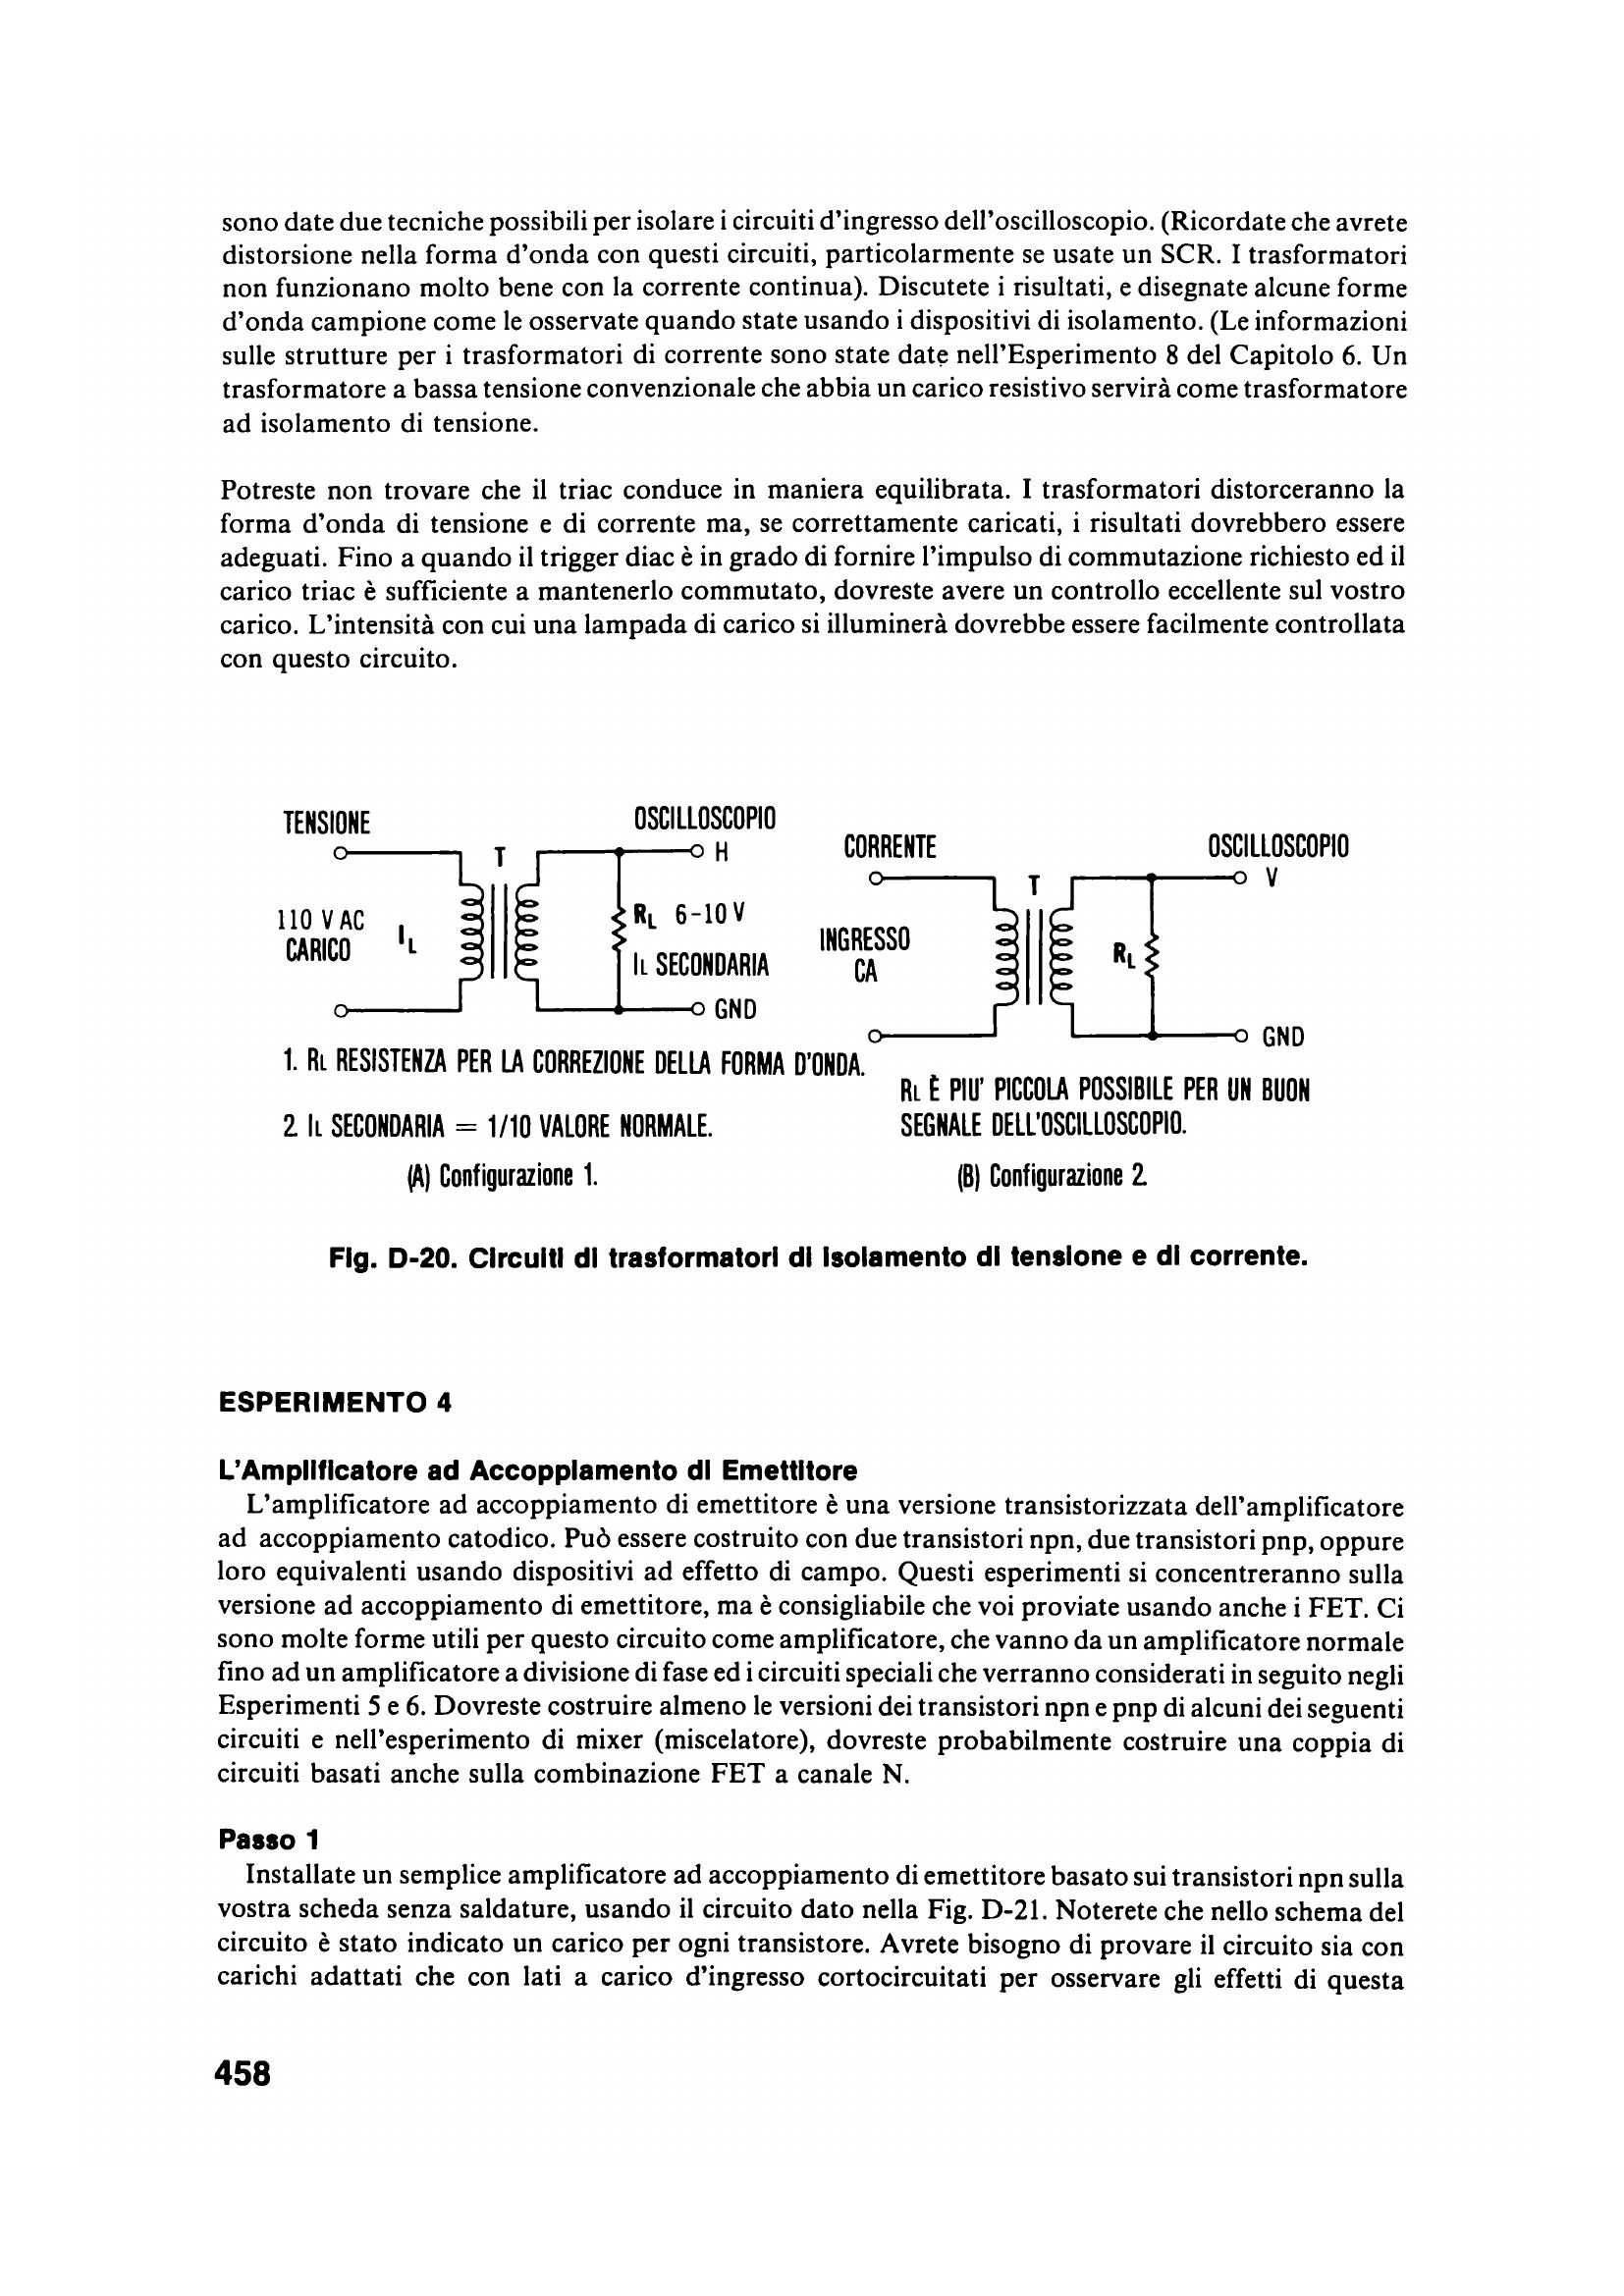 sono date due tecniche possibili per isolare i circuiti d'ingresso dell'oscilloscopio. (Ricordate che avrete
distorsione nella forma d'onda con questi circuiti, particolarmente se usate un SCR. I trasformatori
non funzionano molto bene con la corrente continua). Discutete i risultati, e disegnate alcune forme
d'onda campione come le osservate quando state usando i dispositivi di isolamento. (Le informazioni
sulle strutture per i trasformatori di corrente sono state date nell'Esperimento 8 del Capitolo 6. Un
trasformatore a bassa tensione convenzionale che abbia un carico resistivo servirà come trasformatore
ad isolamento di tensione.
Potreste non trovare che il triac conduce in maniera equilibrata. I trasformatori distorceranno la
forma d'onda di tensione e di corrente ma, se correttamente caricati, i risultati dovrebbero essere
adeguati. Fino a quando il trigger diac è in grado di fornire l'impulso di commutazione richiesto ed il
carico triac è sufficiente a mantenerlo commutato, dovreste avere un controllo eccellente sul vostro
carico. L'intensità con cui una lampada di carico si illuminerà dovrebbe essere facilmente controllata
con questo circuito.
TENSIONE
OSCILLOSCOPIO
T
H
110 V AC
CARICO
IL
RL 6-10 V
IL SECONDARIA
GND
1. RL RESISTENZA PER LA CORREZIONE DELLA FORMA D'ONDA.
2. IL SECONDARIA = 1/10 VALORE NORMALE.
(A) Configurazione 1.
CORRENTE
OSCILLOSCOPIO
T
V
INGRESSO
CA
RL
GND
RL È PIU' PICCOLA POSSIBILE PER UN BUON
SEGNALE DELL'OSCILLOSCOPIO.
(B) Configurazione 2.
Fig. D-20. Circuiti di trasformatori di isolamento di tensione e di corrente.
ESPERIMENTO 4
L'Amplificatore ad Accoppiamento di Emettitore
L'amplificatore ad accoppiamento di emettitore è una versione transistorizzata dell'amplificatore
ad accoppiamento catodico. Può essere costruito con due transistori npn, due transistori pnp, oppure
loro equivalenti usando dispositivi ad effetto di campo. Questi esperimenti si concentreranno sulla
versione ad accoppiamento di emettitore, ma è consigliabile che voi proviate usando anche i FET. Ci
sono molte forme utili per questo circuito come amplificatore, che vanno da un amplificatore normale
fino ad un amplificatore a divisione di fase ed i circuiti speciali che verranno considerati in seguito negli
Esperimenti 5 e 6. Dovreste costruire almeno le versioni dei transistori npn e pnp di alcuni dei seguenti
circuiti e nell'esperimento di mixer (miscelatore), dovreste probabilmente costruire una coppia di
circuiti basati anche sulla combinazione FET a canale N.
Passo 1
Installate un semplice amplificatore ad accoppiamento di emettitore basato sui transistori npn sulla
vostra scheda senza saldature, usando il circuito dato nella Fig. D-21. Noterete che nello schema del
circuito è stato indicato un carico per ogni transistore. Avrete bisogno di provare il circuito sia con
carichi adattati che con lati a carico d'ingresso cortocircuitati per osservare gli effetti di questa
458